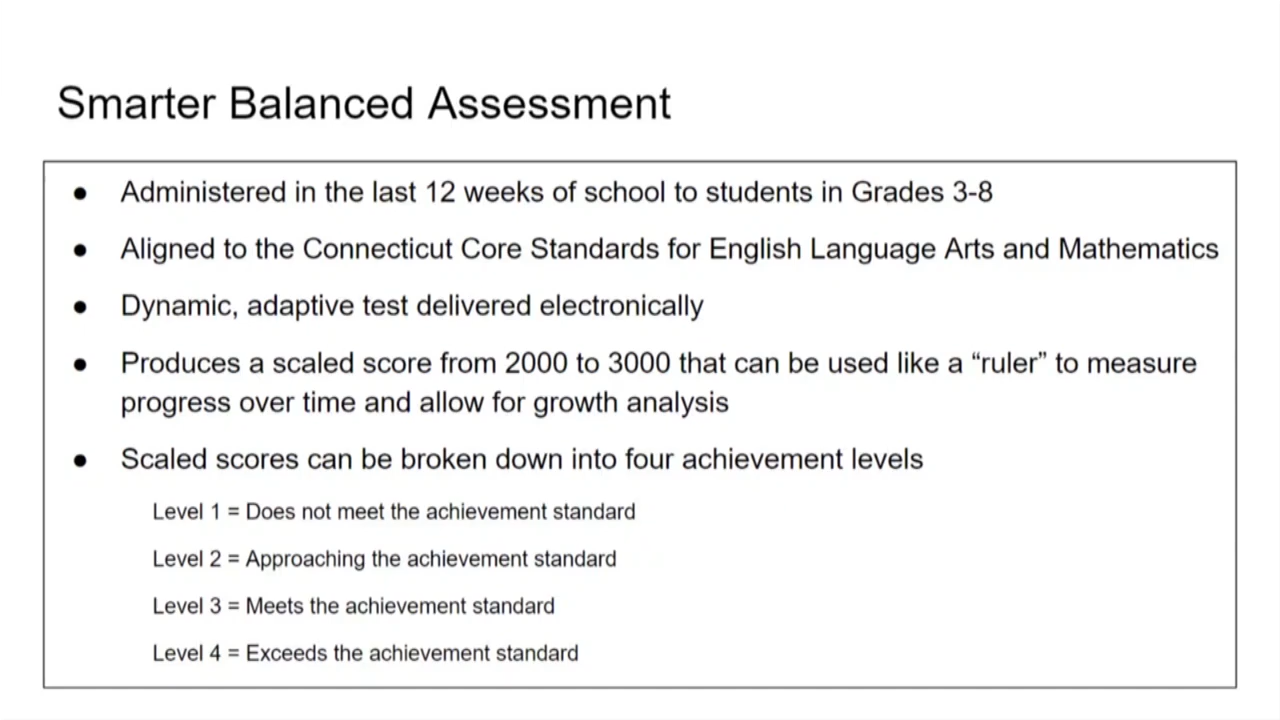 Smarter Balanced Assessment
● Administered in the last 12 weeks of school to students in Grades 3-8
● Aligned to the Connecticut Core Standards for English Language Arts and Mathematics
● Dynamic, adaptive test delivered electronically
● Produces a scaled score from 2000 to 3000 that can be used like a “ruler” to measure
progress over time and allow for growth analysis
● Scaled scores can be broken down into four achievement levels
Level 1 = Does not meet the achievement standard
Level 2 = Approaching the achievement standard
Level 3 = Meets the achievement standard
Level 4 = Exceeds the achievement standard